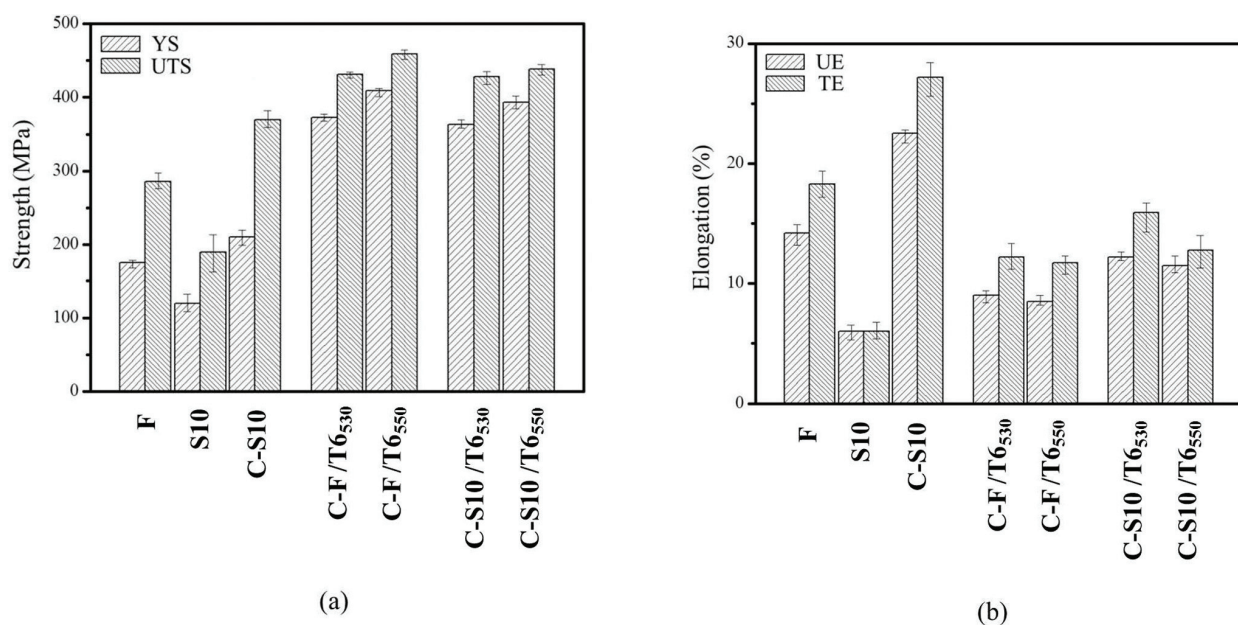 500
400
300
200
100
0
Strength (MPa)
YS
UTS
F
S10
C-S10
C-F /T6₅₃₀
C-F /T6₅₅₀
C-S10 /T6₅₃₀
C-S10 /T6₅₅₀
(a)
30
20
10
0
Elongation (%)
UE
TE
F
S10
C-S10
C-F /T6₅₃₀
C-F /T6₅₅₀
C-S10 /T6₅₃₀
C-S10 /T6₅₅₀
(b)